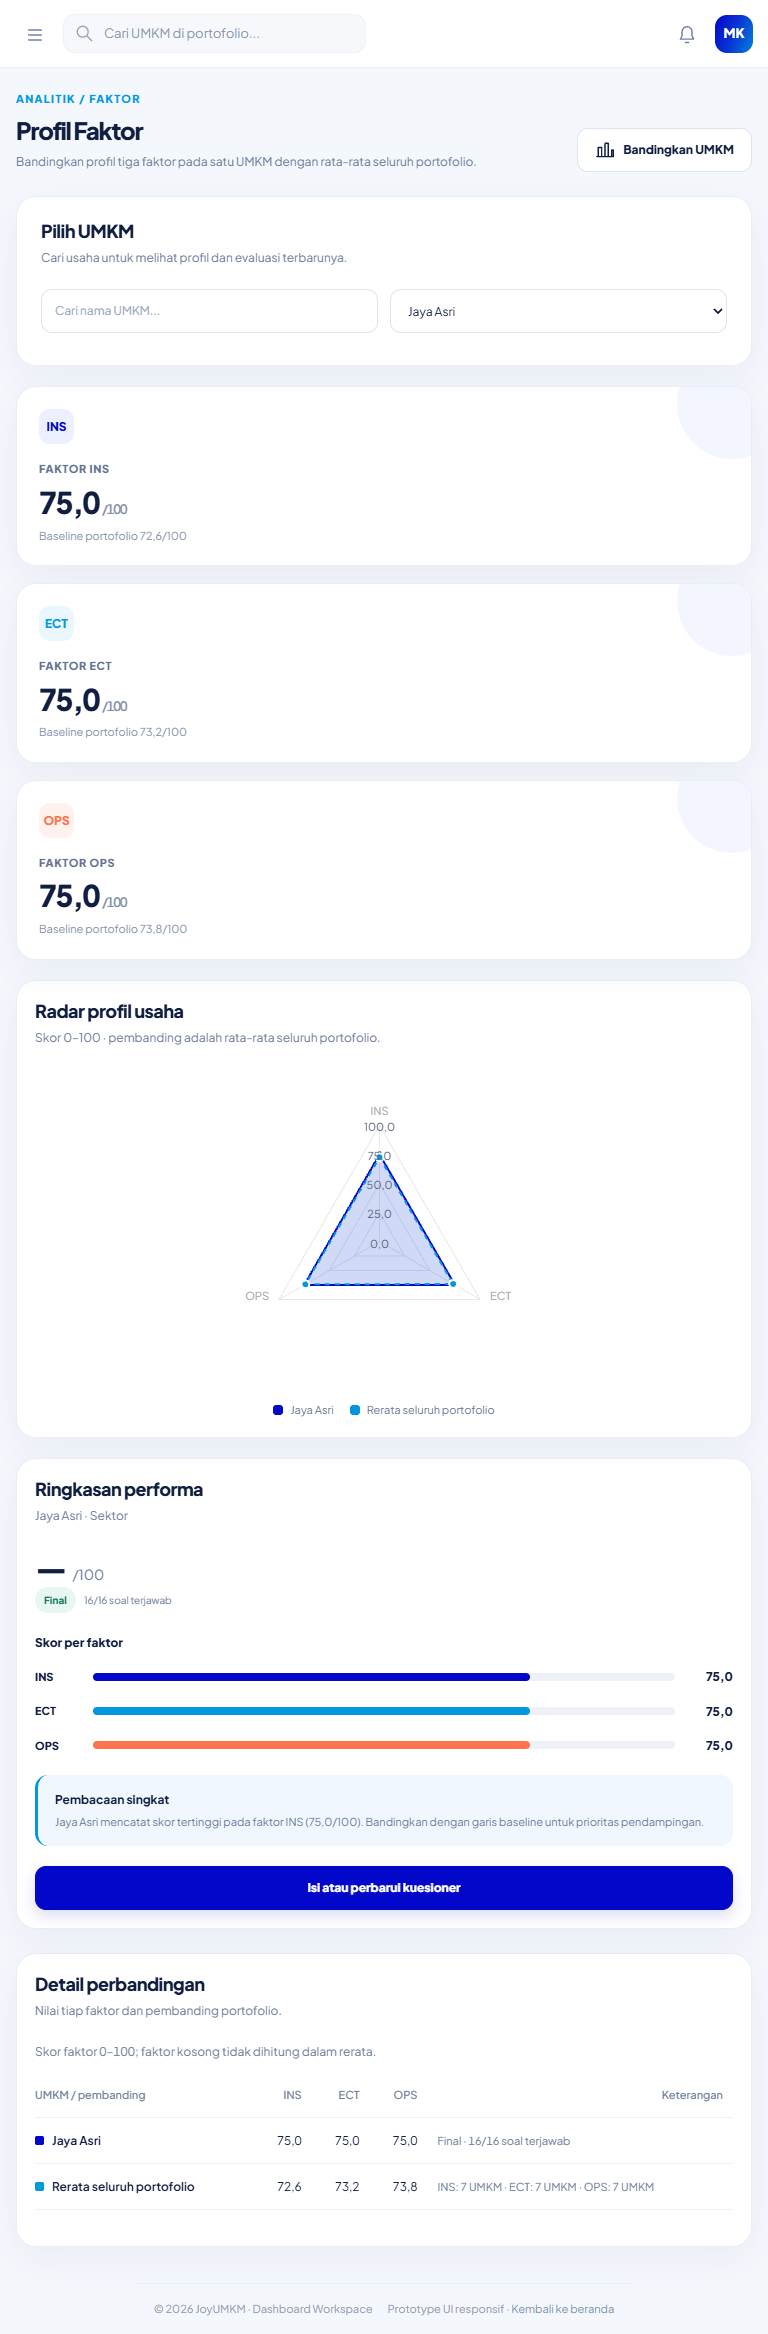 Cari UMKM di portofolio...
MK
ANALITIK / FAKTOR
Profil Faktor
Bandingkan profil tiga faktor pada satu UMKM dengan rata-rata seluruh portofolio.
Bandingkan UMKM
Pilih UMKM
Cari usaha untuk melihat profil dan evaluasi terbarunya.
Cari nama UMKM...
Jaya Asri
INS
FAKTOR INS
75,0 /100
Baseline portofolio 72,6/100
ECT
FAKTOR ECT
75,0 /100
Baseline portofolio 73,2/100
OPS
FAKTOR OPS
75,0 /100
Baseline portofolio 73,8/100
Radar profil usaha
Skor 0–100 · pembanding adalah rata-rata seluruh portofolio.
INS
100,0
75,0
50,0
25,0
0,0
OPS
ECT
Jaya Asri
Rerata seluruh portofolio
Ringkasan performa
Jaya Asri · Sektor
— /100
Final 16/16 soal terjawab
Skor per faktor
INS 75,0
ECT 75,0
OPS 75,0
Pembacaan singkat
Jaya Asri mencatat skor tertinggi pada faktor INS (75,0/100). Bandingkan dengan garis baseline untuk prioritas pendampingan.
Isi atau perbarui kuesioner
Detail perbandingan
Nilai tiap faktor dan pembanding portofolio.
Skor faktor 0–100; faktor kosong tidak dihitung dalam rerata.
UMKM / pembanding INS ECT OPS Keterangan
Jaya Asri 75,0 75,0 75,0 Final · 16/16 soal terjawab
Rerata seluruh portofolio 72,6 73,2 73,8 INS: 7 UMKM · ECT: 7 UMKM · OPS: 7 UMKM
© 2026 JoyUMKM · Dashboard Workspace Prototype UI responsif · Kembali ke beranda